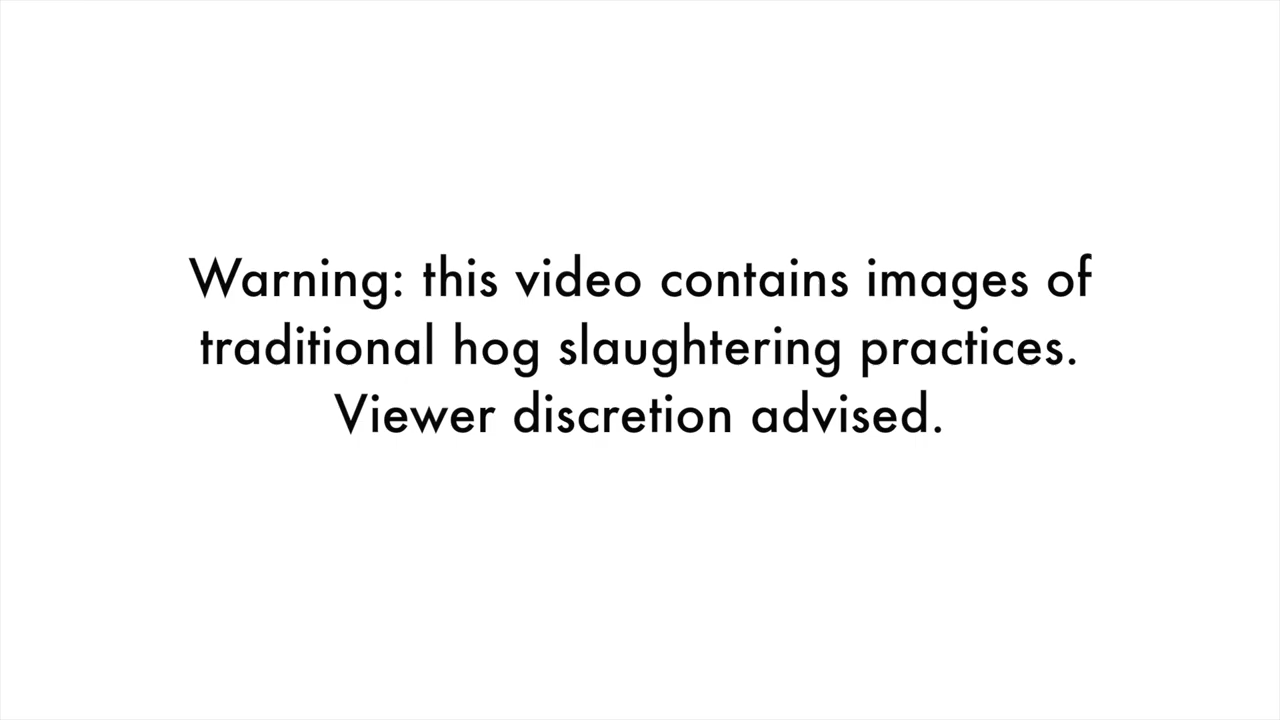 Warning: this video contains images of
traditional hog slaughtering practices.
Viewer discretion advised.